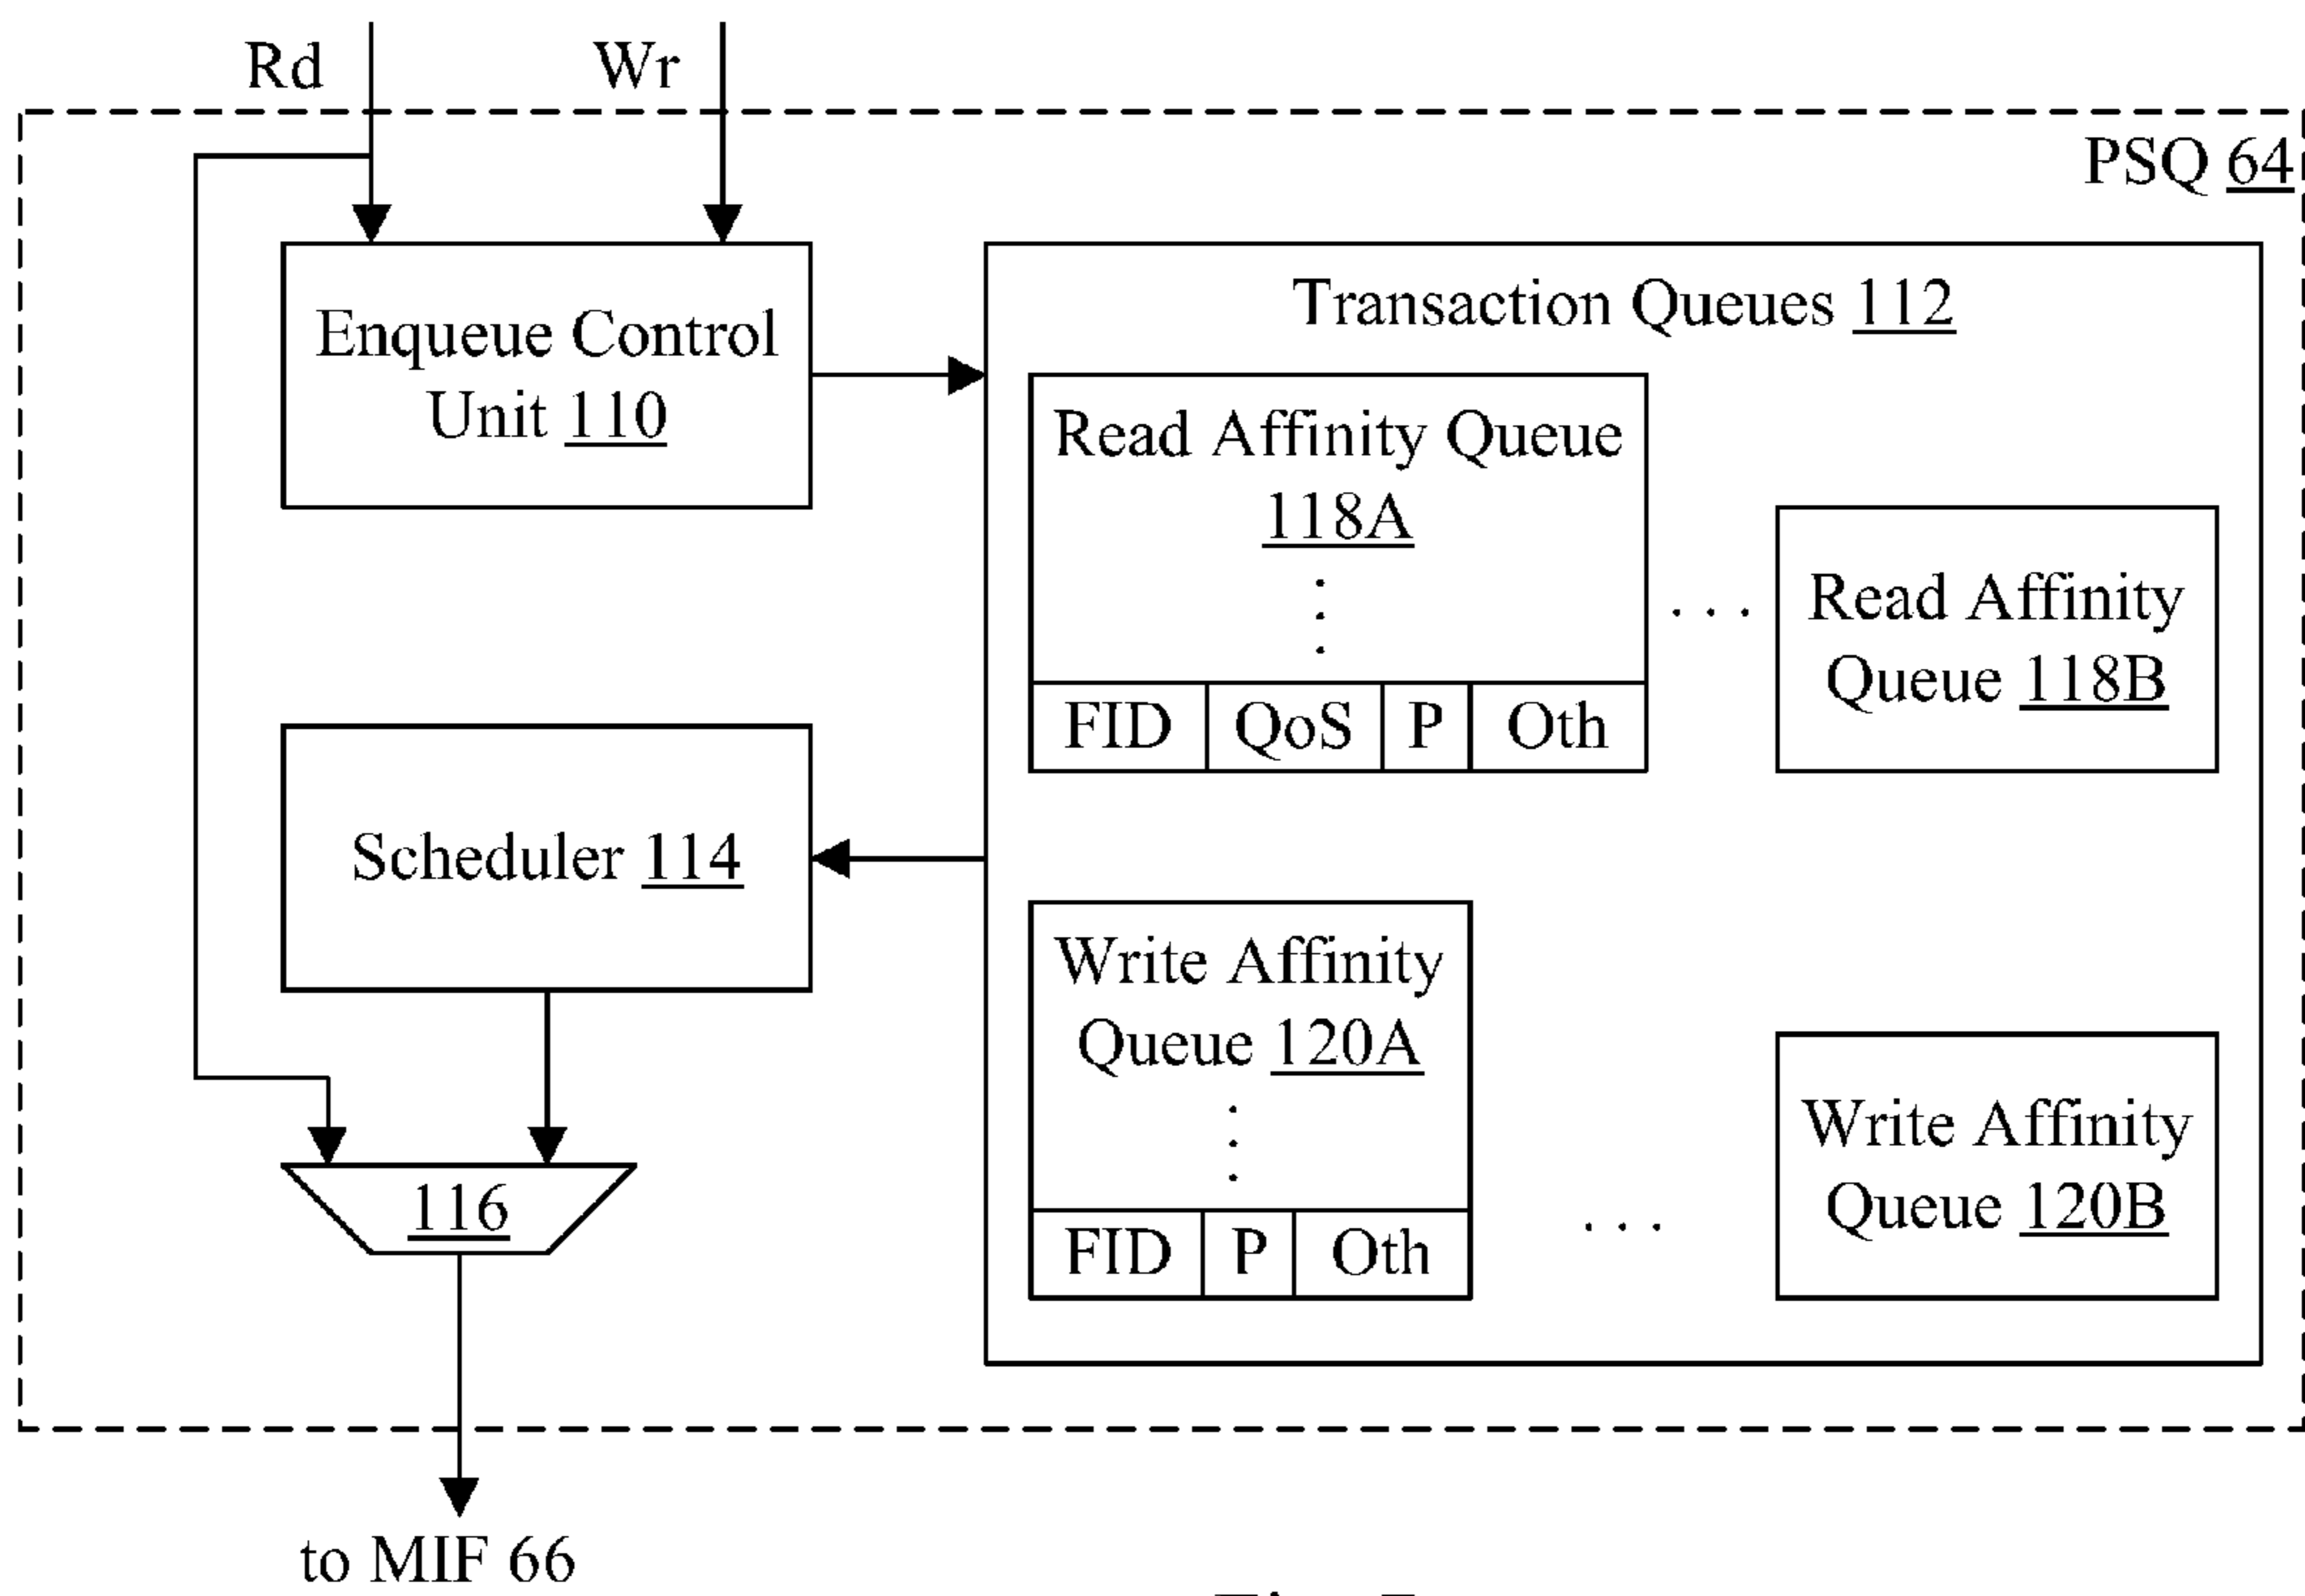 Rd
Wr
PSQ 64
Enqueue Control
Unit 110
Transaction Queues 112
Read Affinity Queue
118A
FID QoS P Oth
Read Affinity
Queue 118B
Scheduler 114
Write Affinity
Queue 120A
FID P Oth
Write Affinity
Queue 120B
116
to MIF 66